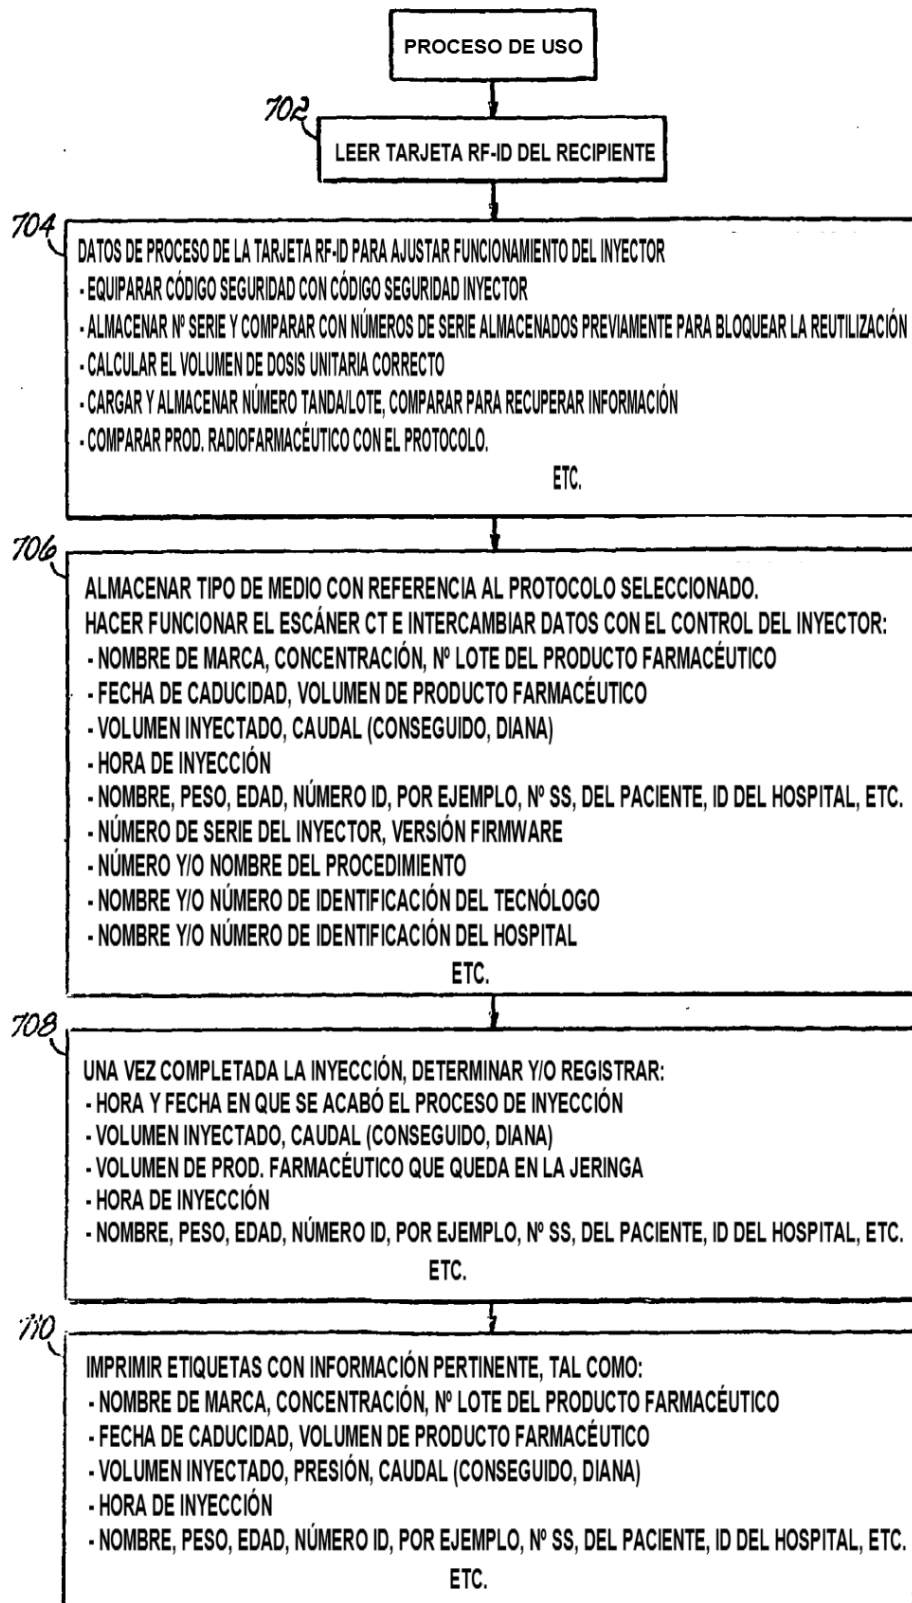 PROCESO DE USO
702
LEER TARJETA RF-ID DEL RECIPIENTE
704
DATOS DE PROCESO DE LA TARJETA RF-ID PARA AJUSTAR FUNCIONAMIENTO DEL INYECTOR
- EQUIPARAR CÓDIGO SEGURIDAD CON CÓDIGO SEGURIDAD INYECTOR
- ALMACENAR Nº SERIE Y COMPARAR CON NÚMEROS DE SERIE ALMACENADOS PREVIAMENTE PARA BLOQUEAR LA REUTILIZACIÓN
- CALCULAR EL VOLUMEN DE DOSIS UNITARIA CORRECTO
- CARGAR Y ALMACENAR NÚMERO TANDA/LOTE, COMPARAR PARA RECUPERAR INFORMACIÓN
- COMPARAR PROD. RADIOFARMACÉUTICO CON EL PROTOCOLO.
ETC.
706
ALMACENAR TIPO DE MEDIO CON REFERENCIA AL PROTOCOLO SELECCIONADO.
HACER FUNCIONAR EL ESCÁNER CT E INTERCAMBIAR DATOS CON EL CONTROL DEL INYECTOR:
- NOMBRE DE MARCA, CONCENTRACIÓN, Nº LOTE DEL PRODUCTO FARMACÉUTICO
- FECHA DE CADUCIDAD, VOLUMEN DE PRODUCTO FARMACÉUTICO
- VOLUMEN INYECTADO, CAUDAL (CONSEGUIDO, DIANA)
- HORA DE INYECCIÓN
- NOMBRE, PESO, EDAD, NÚMERO ID, POR EJEMPLO, Nº SS, DEL PACIENTE, ID DEL HOSPITAL, ETC.
- NÚMERO DE SERIE DEL INYECTOR, VERSIÓN FIRMWARE
- NÚMERO Y/O NOMBRE DEL PROCEDIMIENTO
- NOMBRE Y/O NÚMERO DE IDENTIFICACIÓN DEL TECNÓLOGO
- NOMBRE Y/O NÚMERO DE IDENTIFICACIÓN DEL HOSPITAL
ETC.
708
UNA VEZ COMPLETADA LA INYECCIÓN, DETERMINAR Y/O REGISTRAR:
- HORA Y FECHA EN QUE SE ACABÓ EL PROCESO DE INYECCIÓN
- VOLUMEN INYECTADO, CAUDAL (CONSEGUIDO, DIANA)
- VOLUMEN DE PROD. FARMACÉUTICO QUE QUEDA EN LA JERINGA
- HORA DE INYECCIÓN
- NOMBRE, PESO, EDAD, NÚMERO ID, POR EJEMPLO, Nº SS, DEL PACIENTE, ID DEL HOSPITAL, ETC.
ETC.
710
IMPRIMIR ETIQUETAS CON INFORMACIÓN PERTINENTE, TAL COMO:
- NOMBRE DE MARCA, CONCENTRACIÓN, Nº LOTE DEL PRODUCTO FARMACÉUTICO
- FECHA DE CADUCIDAD, VOLUMEN DE PRODUCTO FARMACÉUTICO
- VOLUMEN INYECTADO, PRESIÓN, CAUDAL (CONSEGUIDO, DIANA)
- HORA DE INYECCIÓN
- NOMBRE, PESO, EDAD, NÚMERO ID, POR EJEMPLO, Nº SS, DEL PACIENTE, ID DEL HOSPITAL, ETC.
ETC.